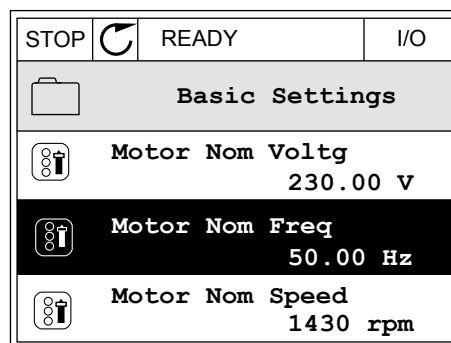 STOP READY I/O
Basic Settings
Motor Nom Voltg
230.00 V
Motor Nom Freq
50.00 Hz
Motor Nom Speed
1430 rpm